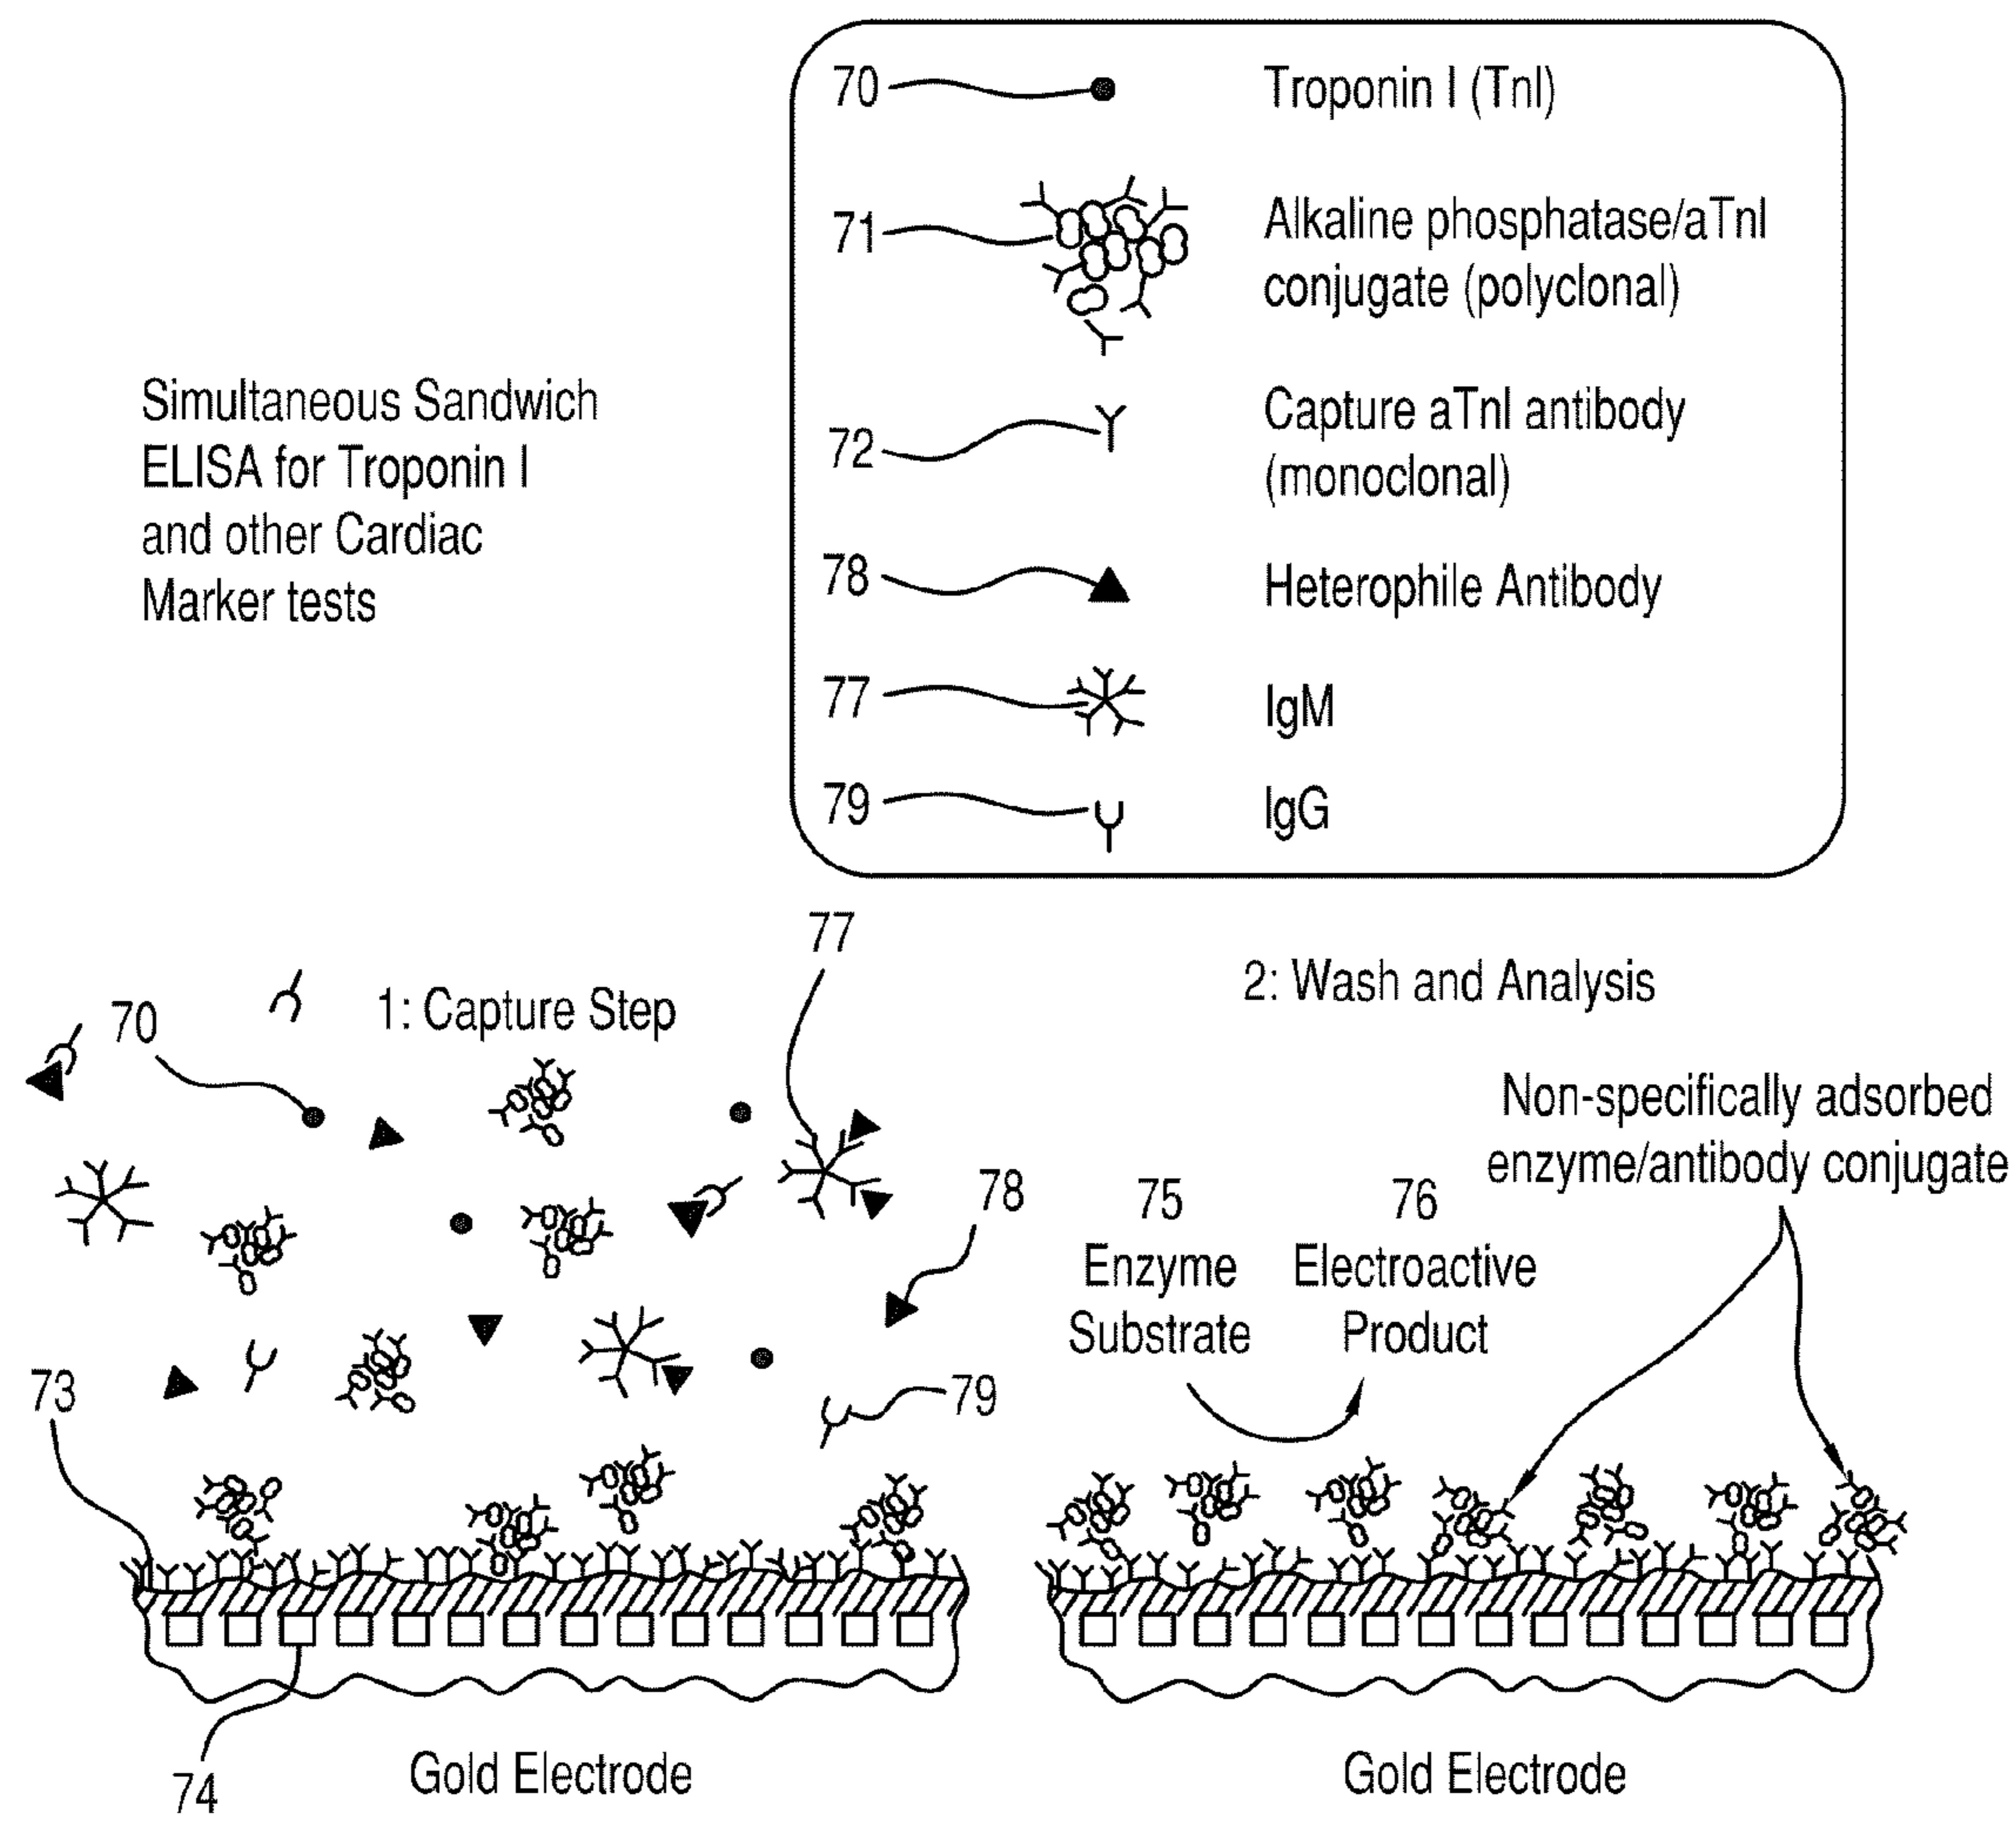 70
Troponin I (TnI)
71
Alkaline phosphatase/aTnI
conjugate (polyclonal)
72
Capture aTnI antibody
(monoclonal)
78
Heterophile Antibody
77
IgM
79
IgG
Simultaneous Sandwich
ELISA for Troponin I
and other Cardiac
Marker tests
1: Capture Step
70
77
78
79
73
74
Gold Electrode
2: Wash and Analysis
Non-specifically adsorbed
enzyme/antibody conjugate
75
Enzyme
Substrate
76
Electroactive
Product
Gold Electrode